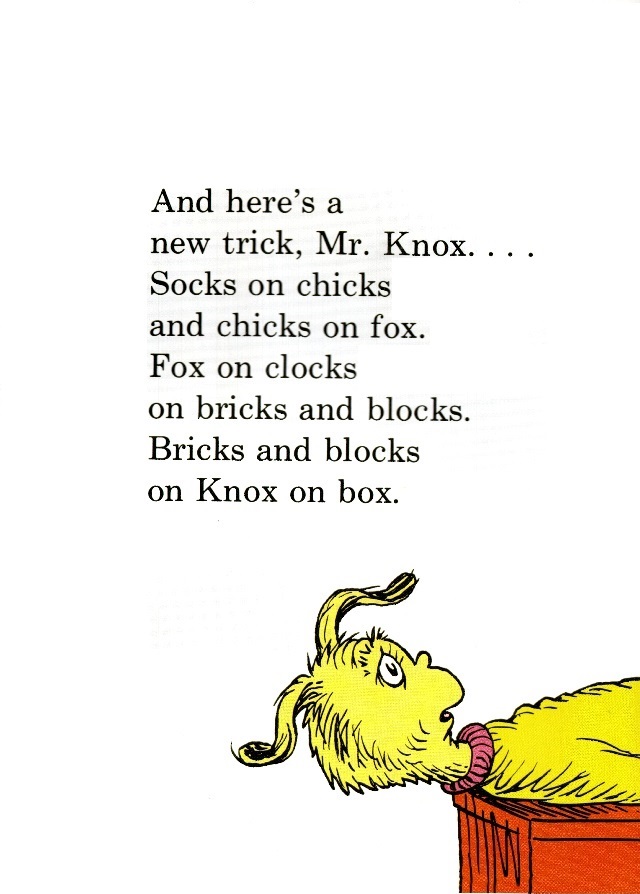 And here's a
new trick, Mr. Knox. . . .
Socks on chicks
and chicks on fox.
Fox on clocks
on bricks and blocks.
Bricks and blocks
on Knox on box.